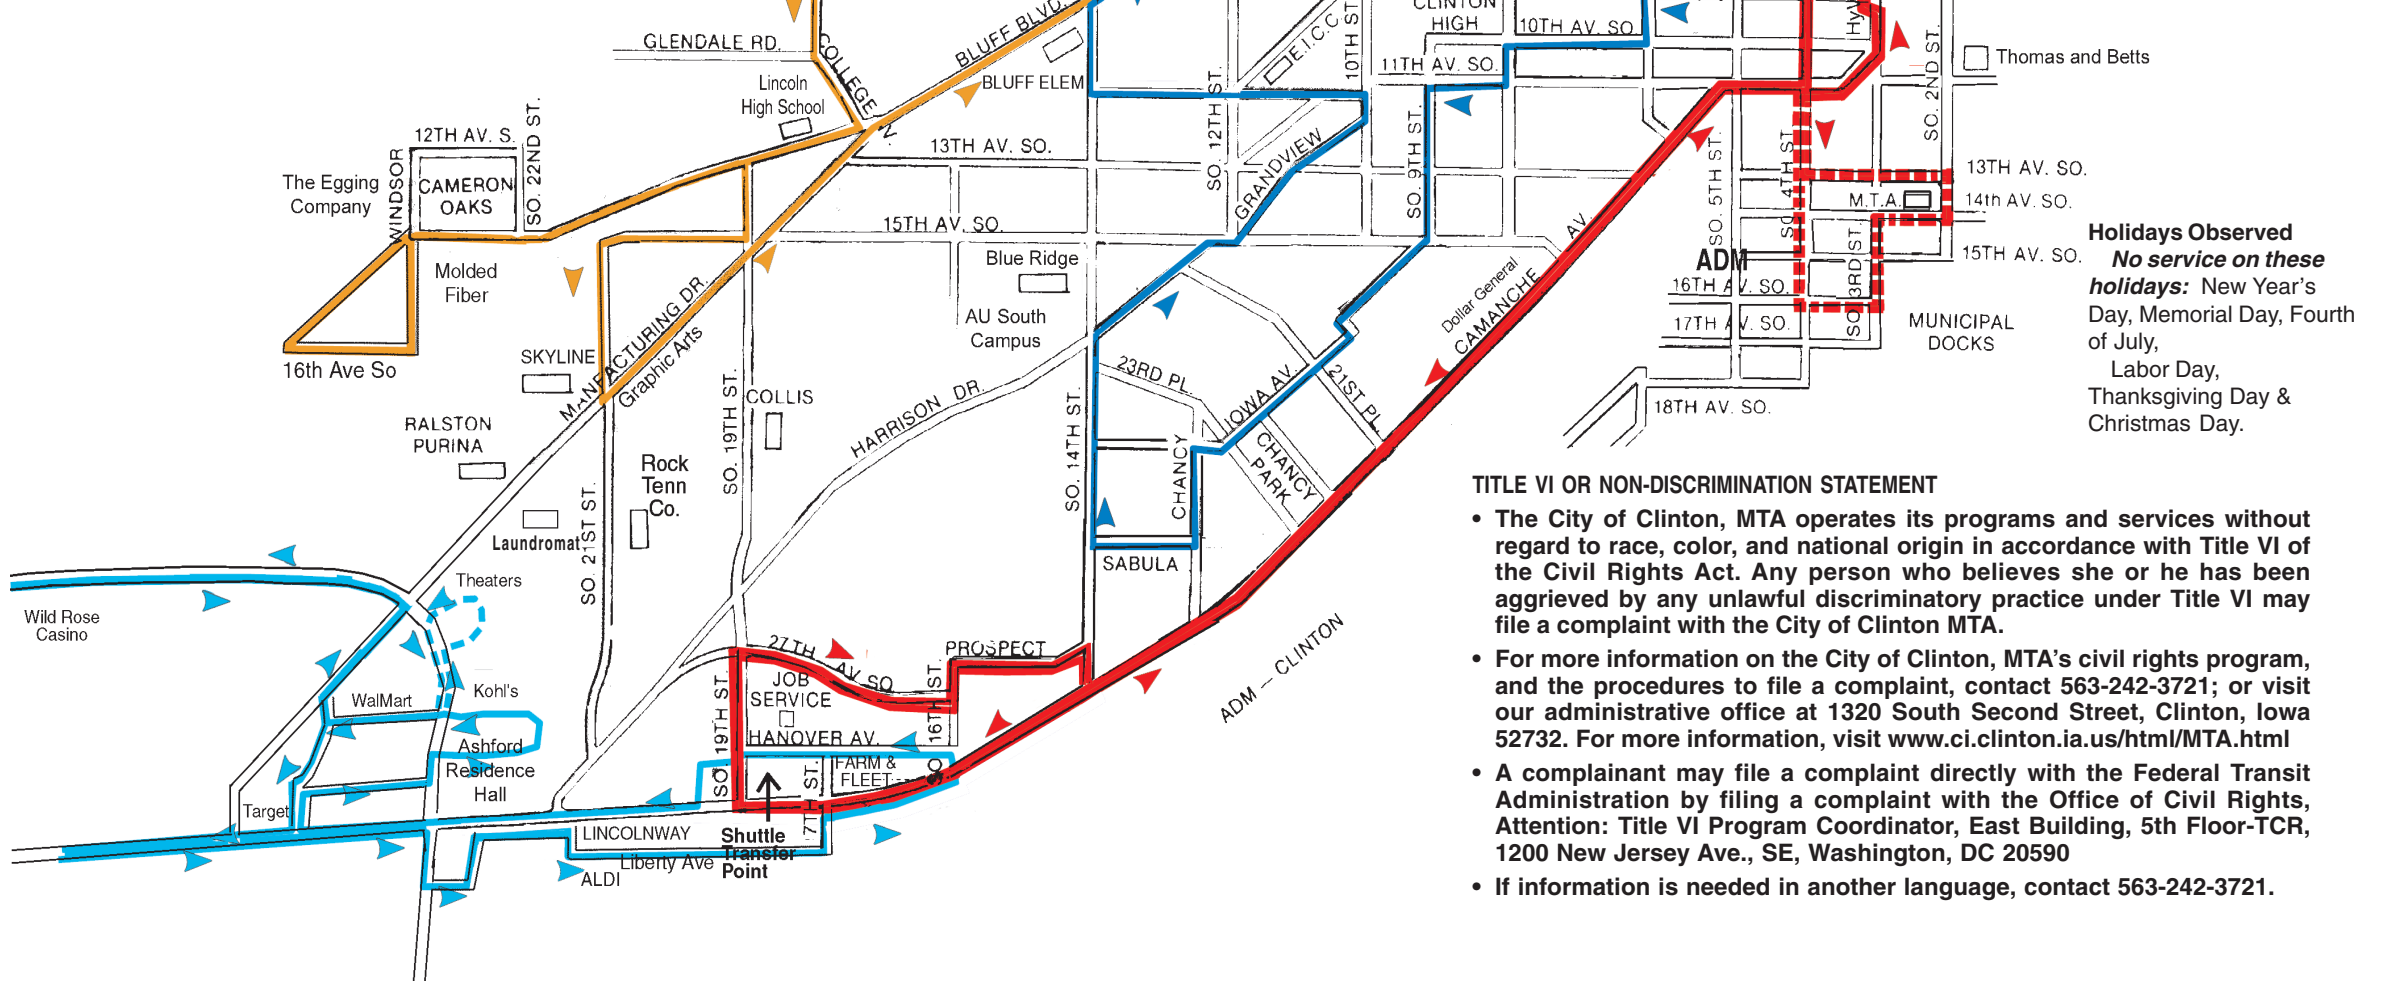 CLINTON
HIGH
10TH AV. SO.
BLUFF BLVD.
E.I.C.C.
10TH ST.
GLENDALE RD.
COLLEGE AV.
11TH AV. SO.
SO. 2ND ST.
Thomas and Betts
Lincoln
High School
BLUFF ELEM
SO. 12TH ST.
12TH AV. S.
SO. 22ND ST.
13TH AV. SO.
GRANDVIEW
SO. 9TH ST.
SO. 5TH ST.
SO. 4TH ST
13TH AV. SO.
The Egging
Company
WINDSOR
CAMERON
OAKS
M.T.A.
14th AV. SO.
15TH AV. SO.
AV.
SO. 3RD ST.
15TH AV. SO.
Molded
Fiber
Blue Ridge
ADM
16TH AV. SO.
AU South
Campus
Dollar General
CAMANCHE
17TH AV. SO.
MUNICIPAL
DOCKS
16th Ave So
SKYLINE
MANFACTURING DR.
Graphic Arts
SO. 19TH ST.
COLLIS
HARRISON DR.
23RD PL.
IOWA AV.
21ST PL.
18TH AV. SO.
RALSTON
PURINA
Rock
Tenn
Co.
SO. 14TH ST.
CHANCY
CHANCY
PARK
SO. 21ST ST.
Laundromat
SABULA
Theaters
Wild Rose
Casino
ADM — CLINTON
27TH AV SO
PROSPECT
SO. 19TH ST.
JOB
SERVICE
SO. 16TH ST.
HANOVER AV.
Kohl's
WalMart
Ashford
Residence
Hall
FARM &
FLEET
7TH ST.
Target
LINCOLNWAY
Shuttle
Transfer
Point
Liberty Ave
ALDI
Holidays Observed
No service on these
holidays: New Year's
Day, Memorial Day, Fourth
of July,
Labor Day,
Thanksgiving Day &
Christmas Day.
TITLE VI OR NON-DISCRIMINATION STATEMENT
• The City of Clinton, MTA operates its programs and services without
regard to race, color, and national origin in accordance with Title VI of
the Civil Rights Act. Any person who believes she or he has been
aggrieved by any unlawful discriminatory practice under Title VI may
file a complaint with the City of Clinton MTA.
• For more information on the City of Clinton, MTA's civil rights program,
and the procedures to file a complaint, contact 563-242-3721; or visit
our administrative office at 1320 South Second Street, Clinton, Iowa
52732. For more information, visit www.ci.clinton.ia.us/html/MTA.html
• A complainant may file a complaint directly with the Federal Transit
Administration by filing a complaint with the Office of Civil Rights,
Attention: Title VI Program Coordinator, East Building, 5th Floor-TCR,
1200 New Jersey Ave., SE, Washington, DC 20590
• If information is needed in another language, contact 563-242-3721.